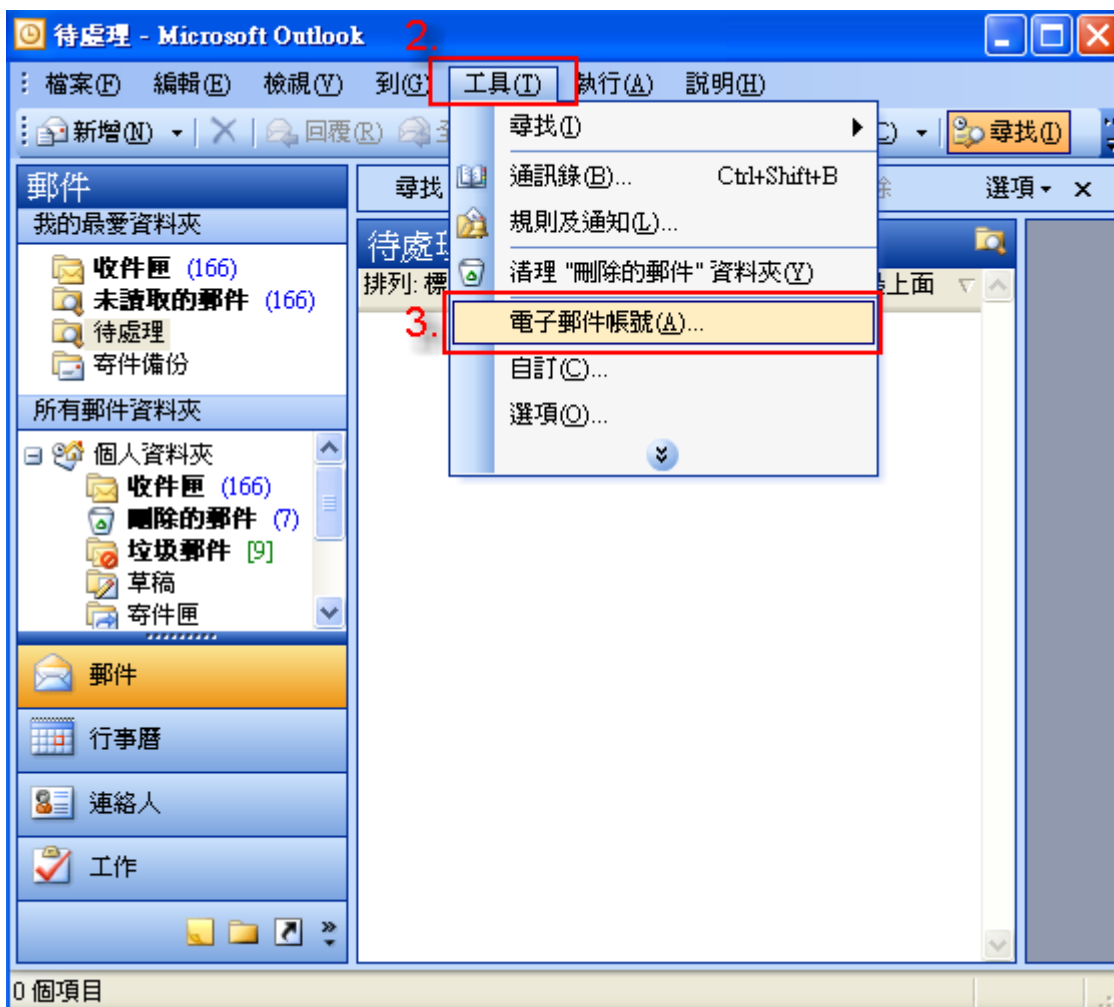 待處理 - Microsoft Outlook
2.
檔案(F) 編輯(E) 檢視(V) 到(G) 工具(T) 執行(A) 說明(H)
新增(N) 回覆(R) 尋找(I)
郵件
尋找
選項
我的最愛資料夾
收件匣 (166)
未讀取的郵件 (166)
待處理
寄件備份
所有郵件資料夾
個人資料夾
收件匣 (166)
刪除的郵件 (7)
垃圾郵件 [9]
草稿
寄件匣
郵件
行事曆
連絡人
工作
待處理
排列: 標
上面
尋找(I)
通訊錄(B)... Ctrl+Shift+B
規則及通知(L)...
清理 "刪除的郵件" 資料夾(Y)
3.
電子郵件帳號(A)...
自訂(C)...
選項(O)...
0 個項目